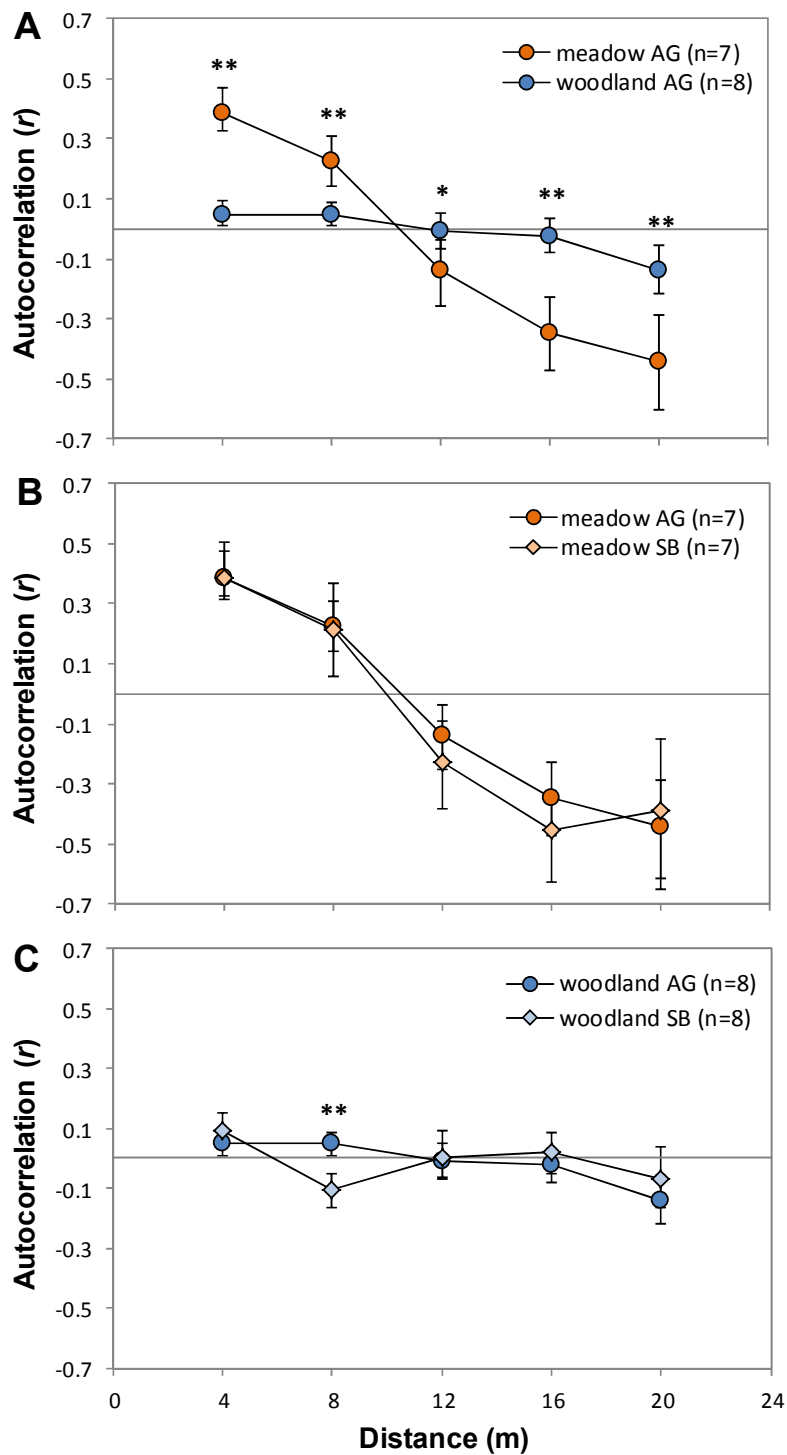 A
0.7
0.5
0.3
0.1
-0.1
-0.3
-0.5
-0.7
Autocorrelation (r)
meadow AG (n=7)
woodland AG (n=8)
**
**
*
**
**
B
0.7
0.5
0.3
0.1
-0.1
-0.3
-0.5
-0.7
Autocorrelation (r)
meadow AG (n=7)
meadow SB (n=7)
C
0.7
0.5
0.3
0.1
-0.1
-0.3
-0.5
-0.7
Autocorrelation (r)
woodland AG (n=8)
woodland SB (n=8)
**
0 4 8 12 16 20 24
Distance (m)